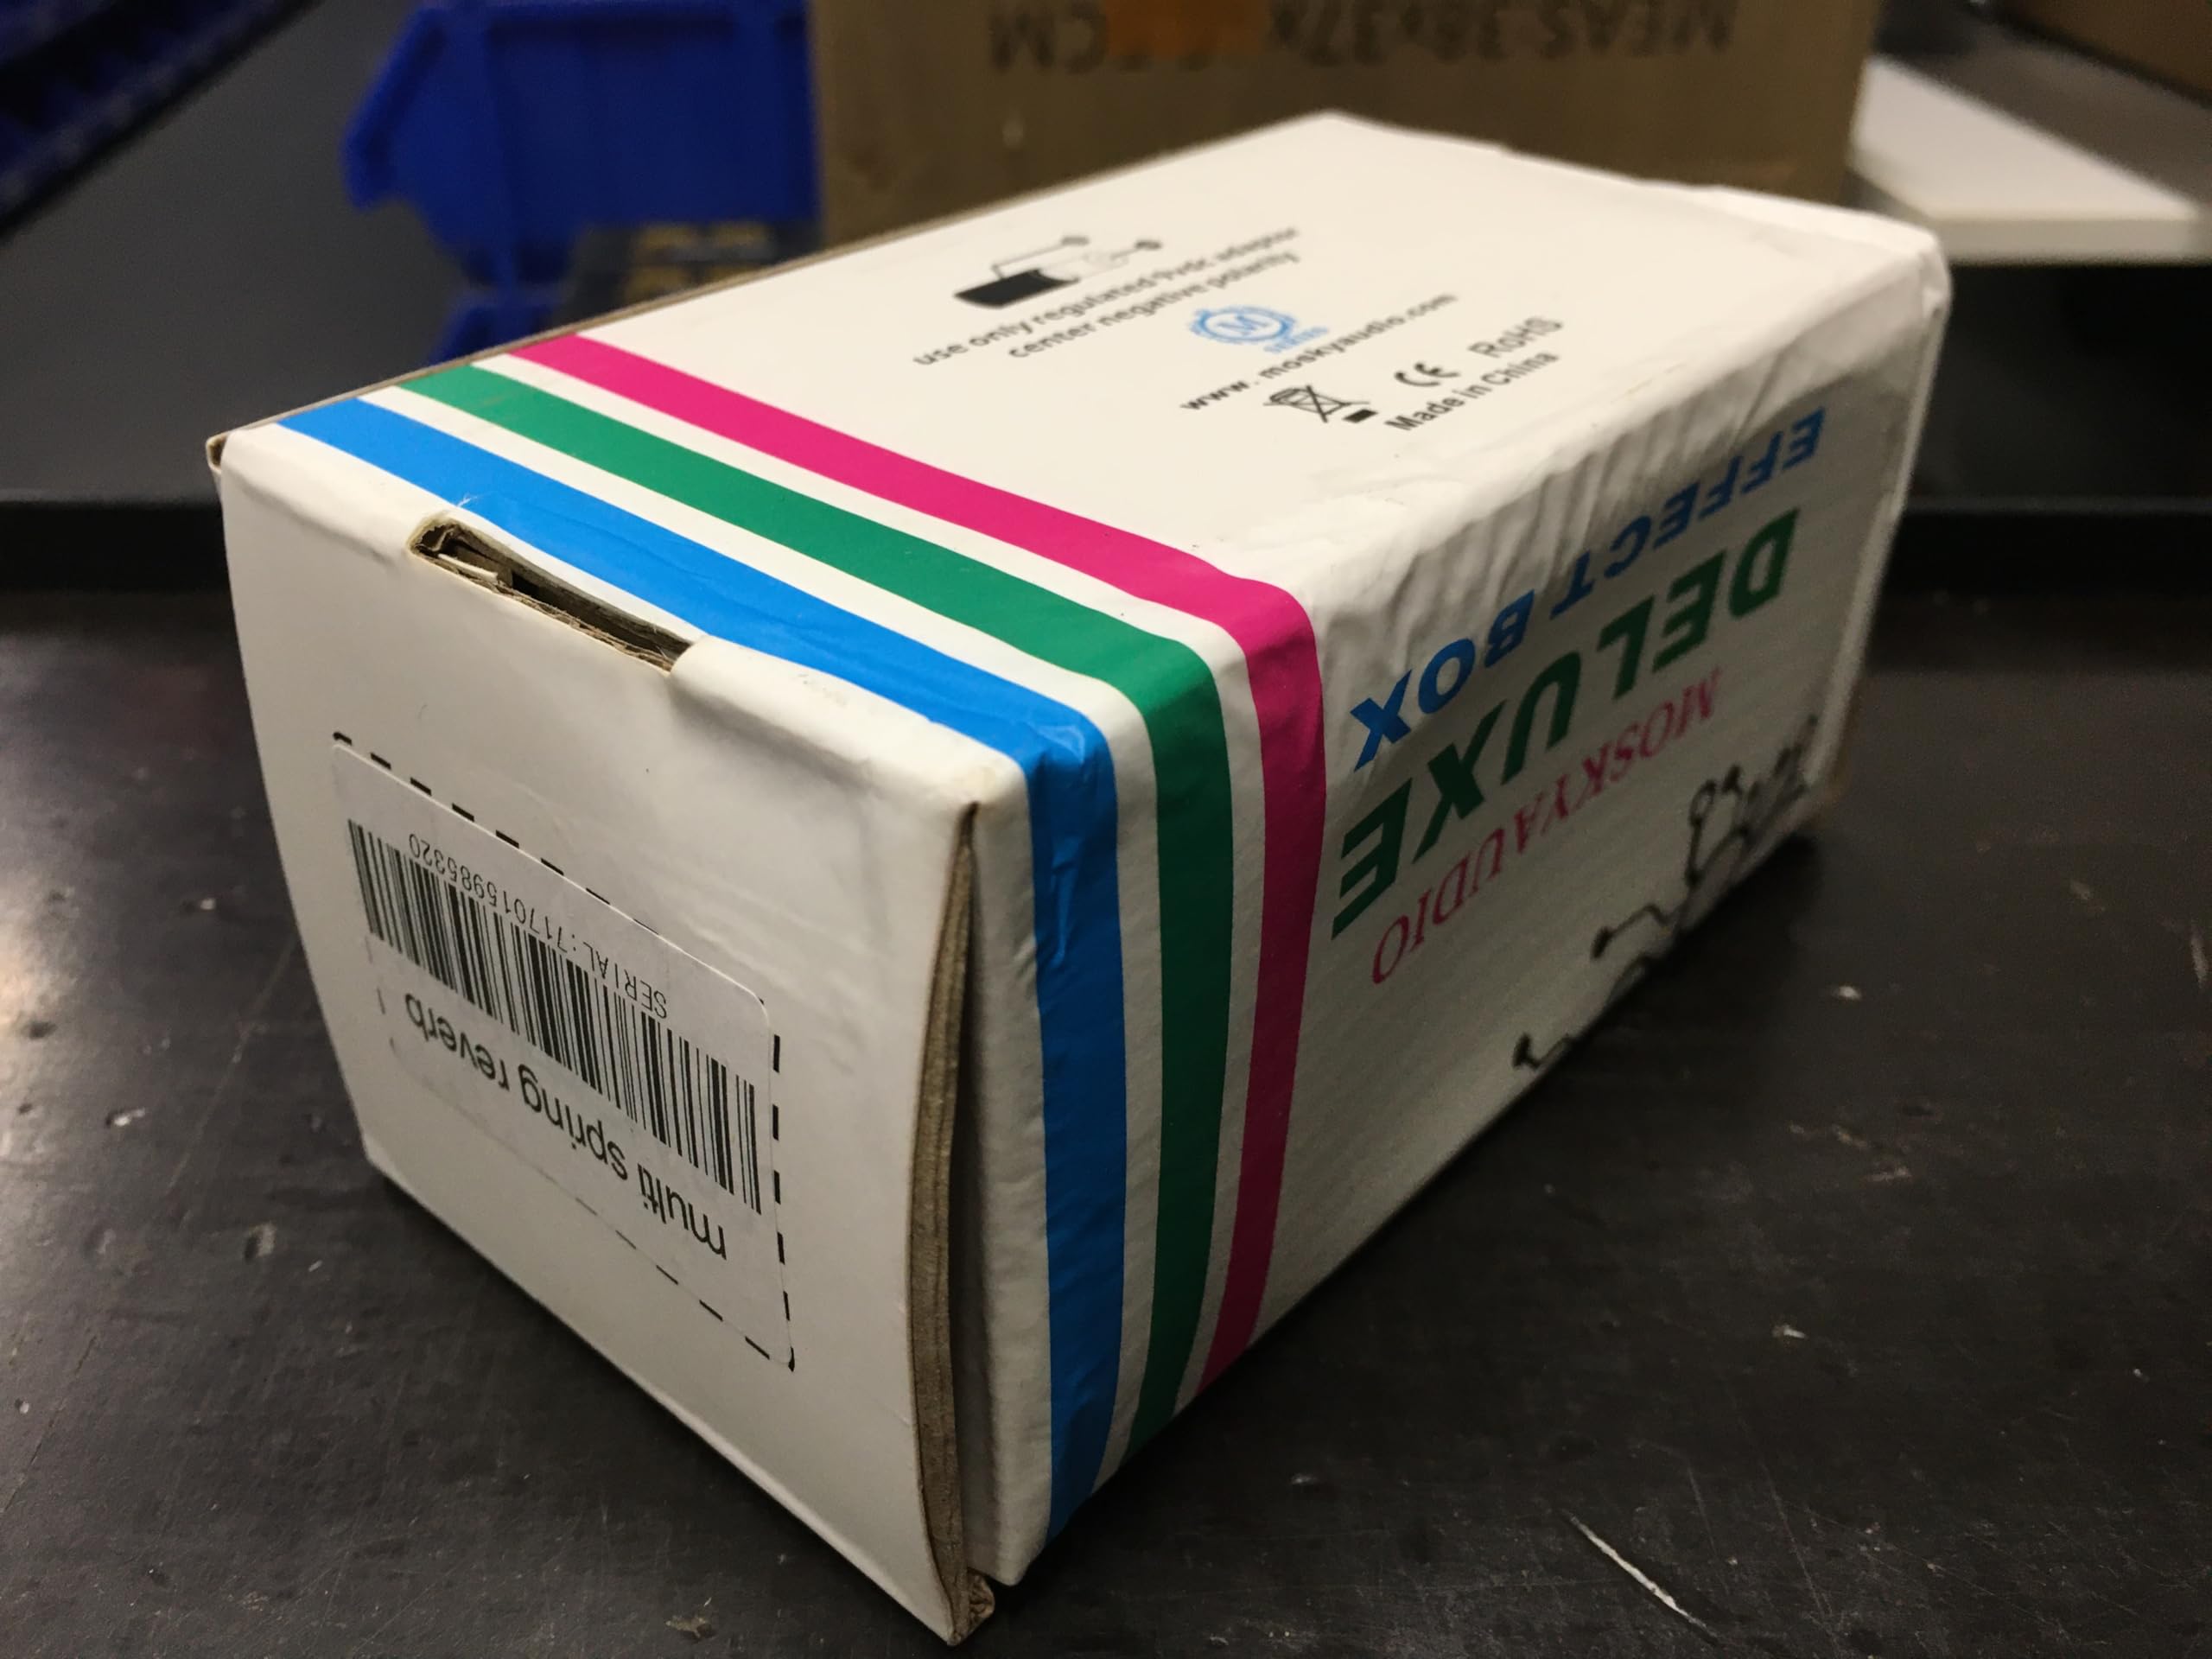 use only regulated 9vdc adaptor
center negative polarity
M
www.moskyaudio.com
CE RoHS
Made in China
MOSKYAUDIO
DELUXE
EFFECT BOX
multi spring reverb
SERIAL:7170159985320